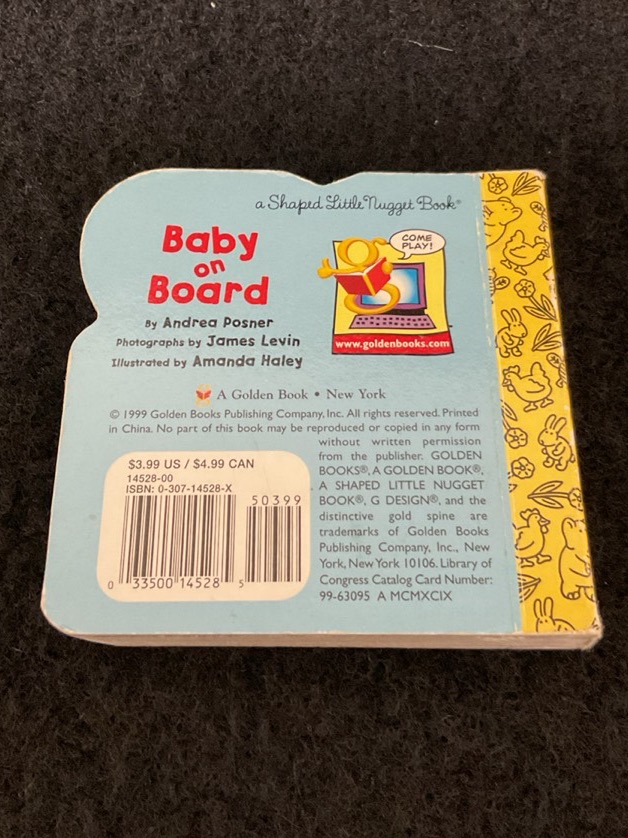 a Shaped Little Nugget Book®
Baby
on
Board
By Andrea Posner
Photographs by James Levin
Illustrated by Amanda Haley
COME
PLAY!
www.goldenbooks.com
A Golden Book • New York
© 1999 Golden Books Publishing Company, Inc. All rights reserved. Printed
in China. No part of this book may be reproduced or copied in any form
without written permission
from the publisher. GOLDEN
BOOKS®, A GOLDEN BOOK®,
A SHAPED LITTLE NUGGET
BOOK®, G DESIGN®, and the
distinctive gold spine are
trademarks of Golden Books
Publishing Company, Inc., New
York, New York 10106. Library of
Congress Catalog Card Number:
99-63095 A MCMXCIX
$3.99 US / $4.99 CAN
14528-00
ISBN: 0-307-14528-X
50399
0 33500 14528 5